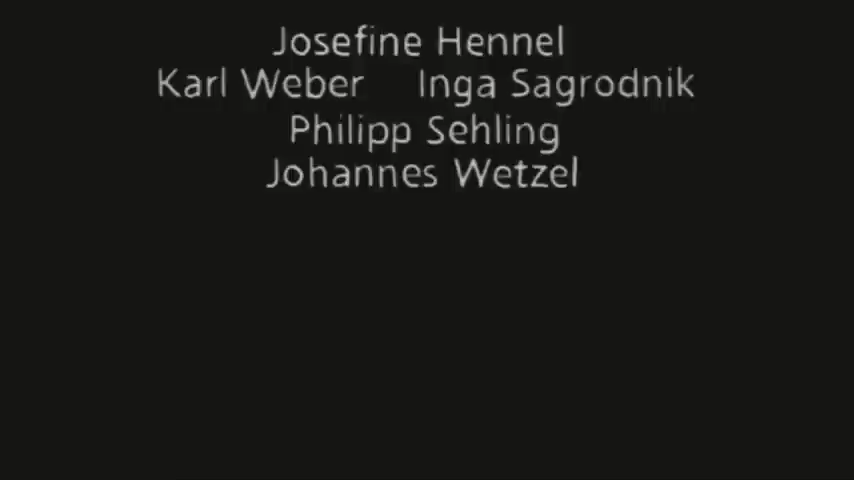 Josefine Hennel
Karl Weber Inga Sagrodnik
Philipp Sehling
Johannes Wetzel